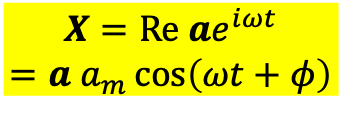 X = Re ae^{iωt}
= a a_m cos(ωt + ϕ)